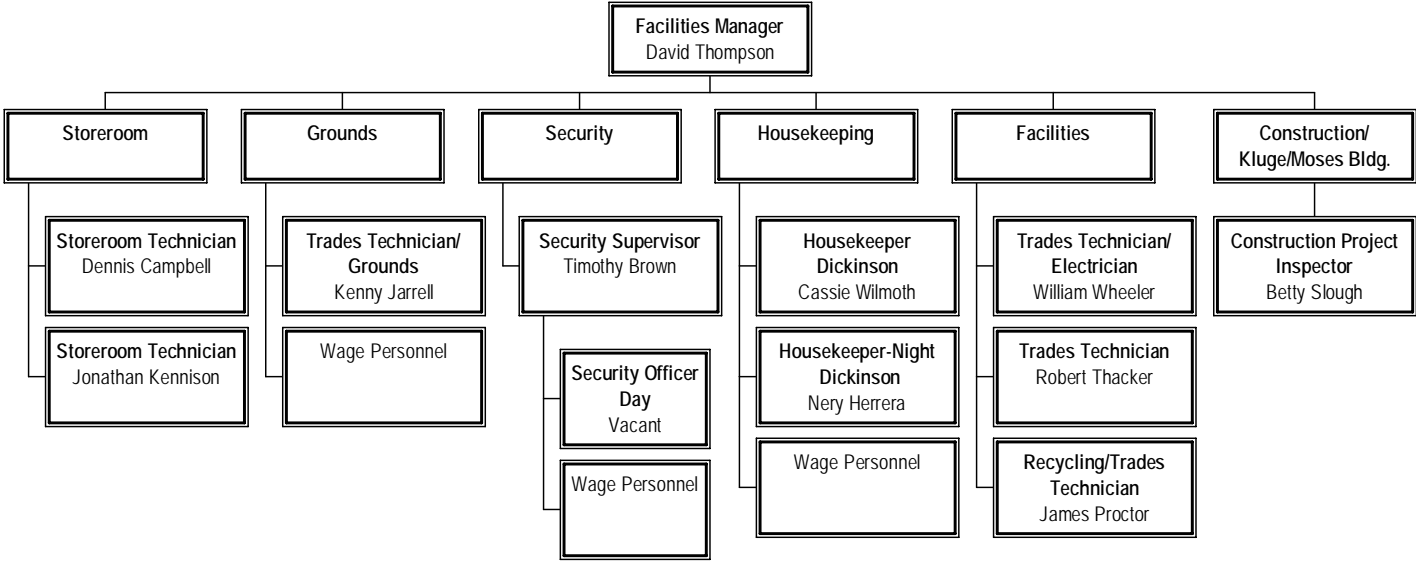 Facilities Manager
David Thompson
Storeroom
Grounds
Security
Housekeeping
Facilities
Construction/
Kluge/Moses Bldg.
Storeroom Technician
Dennis Campbell
Storeroom Technician
Jonathan Kennison
Trades Technician/
Grounds
Kenny Jarrell
Wage Personnel
Security Supervisor
Timothy Brown
Security Officer
Day
Vacant
Wage Personnel
Housekeeper
Dickinson
Cassie Wilmoth
Housekeeper-Night
Dickinson
Nery Herrera
Wage Personnel
Trades Technician/
Electrician
William Wheeler
Trades Technician
Robert Thacker
Recycling/Trades
Technician
James Proctor
Construction Project
Inspector
Betty Slough